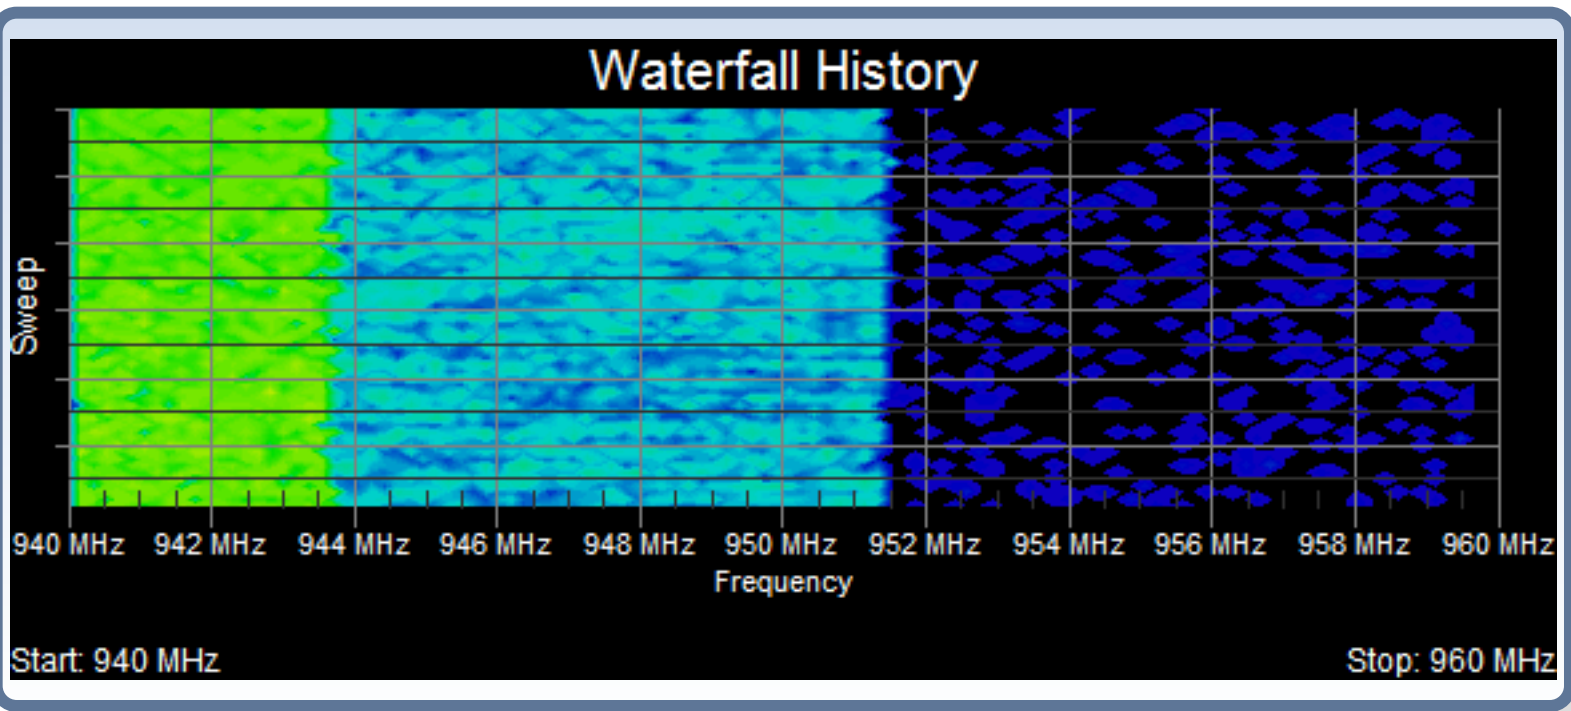 Waterfall History
Sweep
940 MHz 942 MHz 944 MHz 946 MHz 948 MHz 950 MHz 952 MHz 954 MHz 956 MHz 958 MHz 960 MHz
Frequency
Start: 940 MHz
Stop: 960 MHz